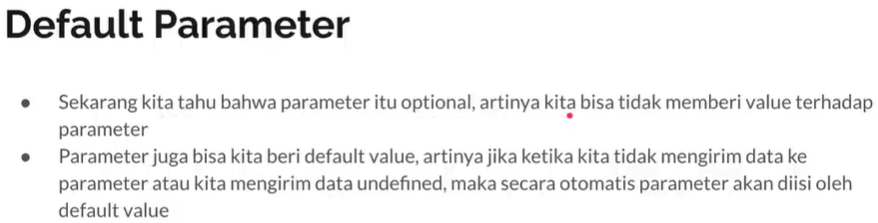 Default Parameter
● Sekarang kita tahu bahwa parameter itu optional, artinya kita bisa tidak memberi value terhadap
parameter
● Parameter juga bisa kita beri default value, artinya jika ketika kita tidak mengirim data ke
parameter atau kita mengirim data undefined, maka secara otomatis parameter akan diisi oleh
default value